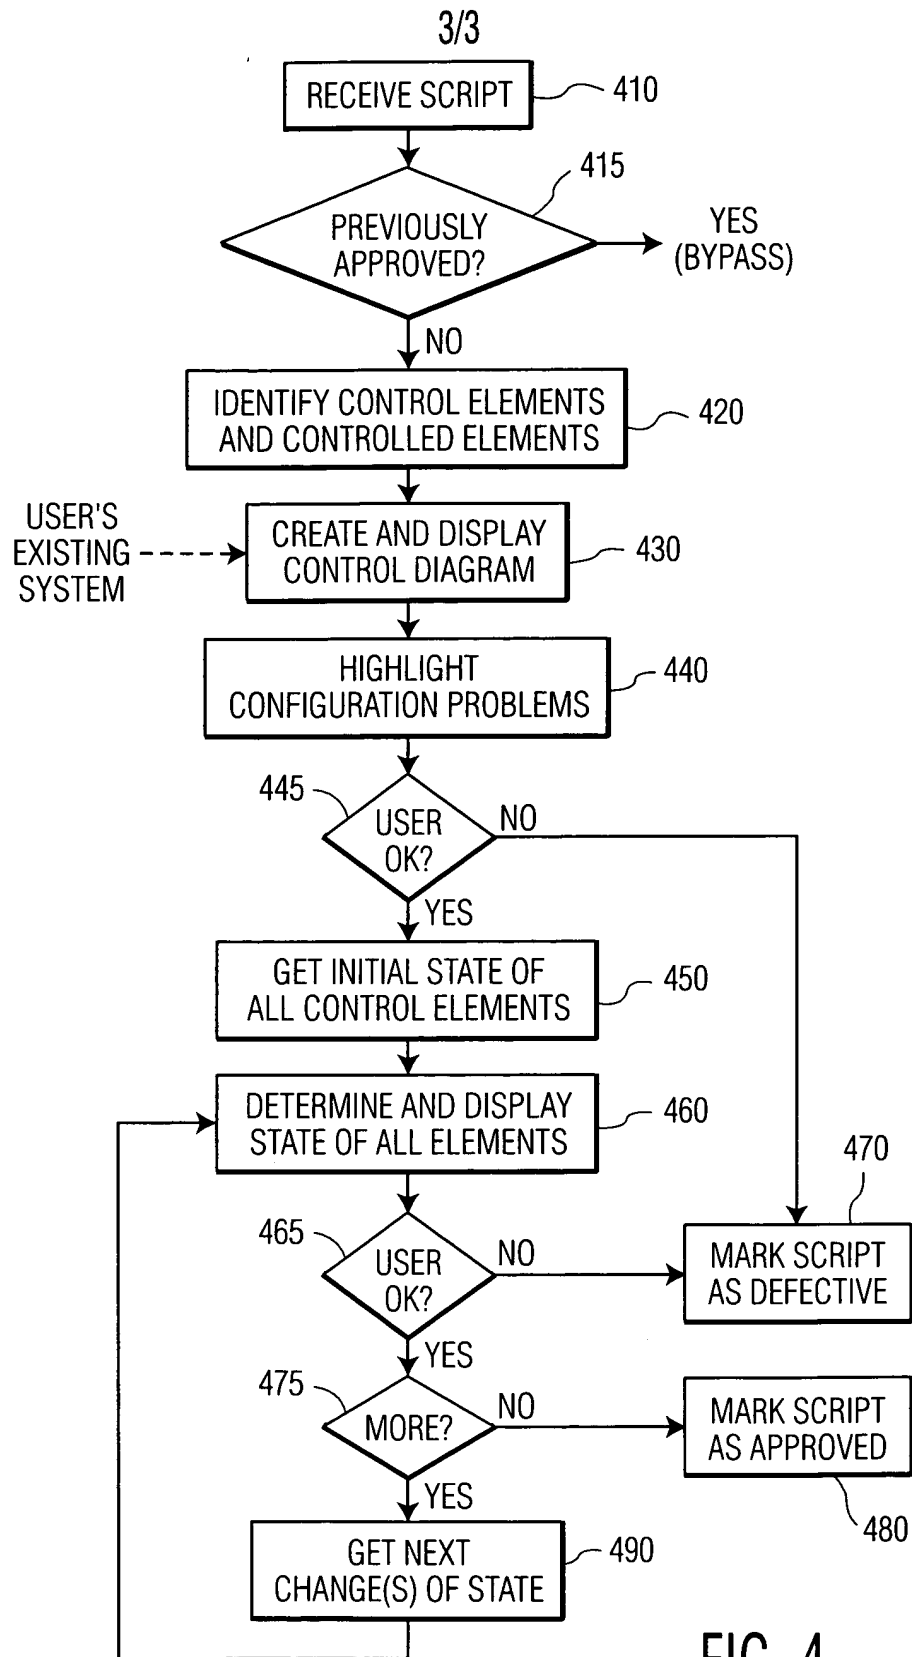 3/3
RECEIVE SCRIPT
410
415
PREVIOUSLY
APPROVED?
YES
(BYPASS)
NO
IDENTIFY CONTROL ELEMENTS
AND CONTROLLED ELEMENTS
420
USER'S
EXISTING
SYSTEM
CREATE AND DISPLAY
CONTROL DIAGRAM
430
HIGHLIGHT
CONFIGURATION PROBLEMS
440
445
USER
OK?
NO
YES
GET INITIAL STATE OF
ALL CONTROL ELEMENTS
450
DETERMINE AND DISPLAY
STATE OF ALL ELEMENTS
460
470
465
USER
OK?
NO
MARK SCRIPT
AS DEFECTIVE
YES
475
MORE?
NO
MARK SCRIPT
AS APPROVED
480
YES
GET NEXT
CHANGE(S) OF STATE
490
FIG. 4